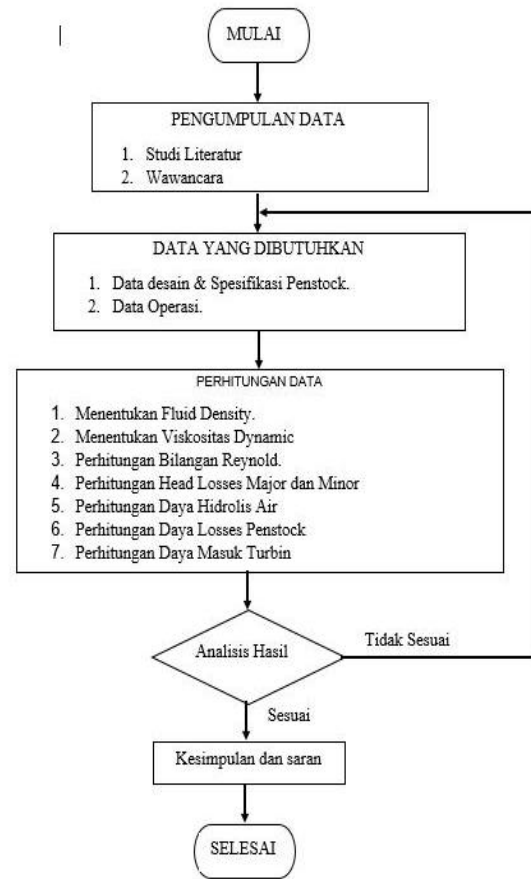 MULAI
PENGUMPULAN DATA
1. Studi Literatur
2. Wawancara
DATA YANG DIBUTUHKAN
1. Data desain & Spesifikasi Penstock.
2. Data Operasi.
PERHITUNGAN DATA
1. Menentukan Fluid Density.
2. Menentukan Viskositas Dynamic
3. Perhitungan Bilangan Reynold.
4. Perhitungan Head Losses Major dan Minor
5. Perhitungan Daya Hidrolis Air
6. Perhitungan Daya Losses Penstock
7. Perhitungan Daya Masuk Turbin
Analisis Hasil
Tidak Sesuai
Sesuai
Kesimpulan dan saran
SELESAI